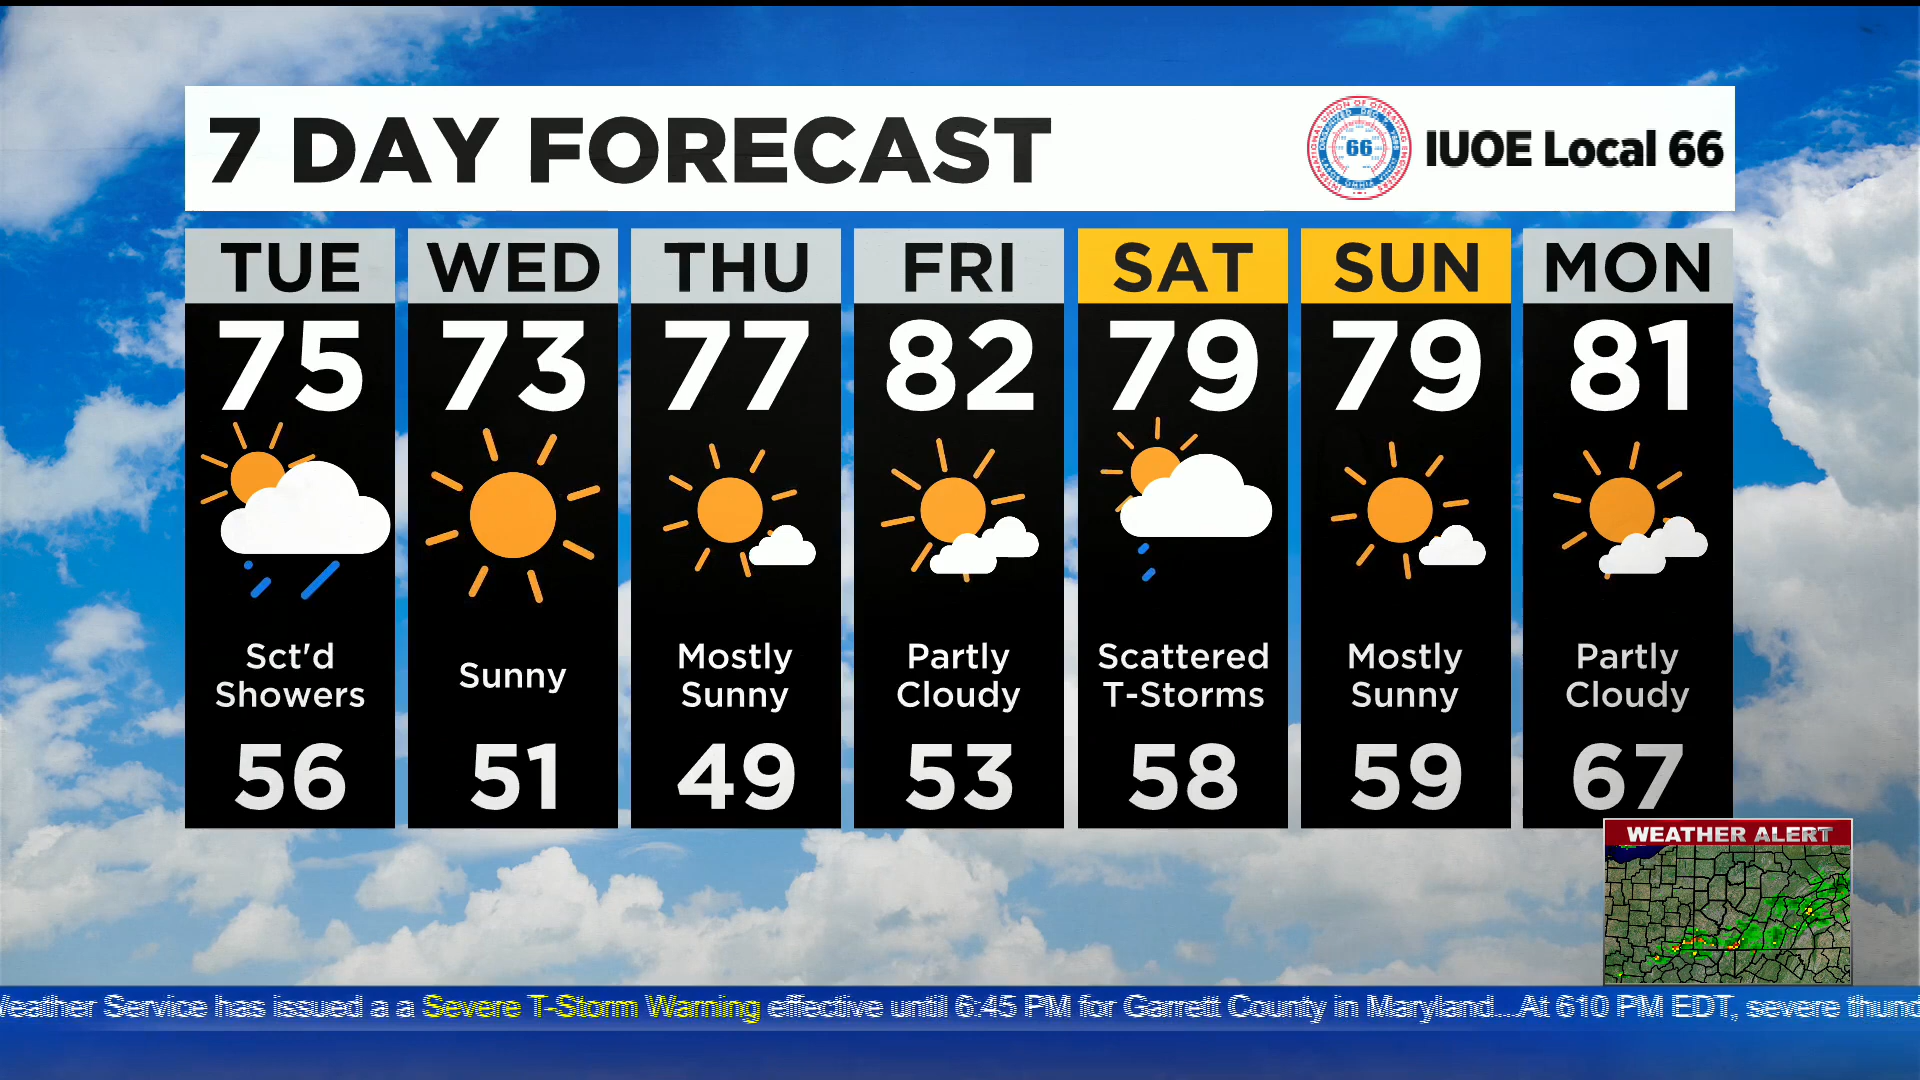 7 DAY FORECAST
66
IUOE Local 66
TUE
75
Sct'd
Showers
56
WED
73
Sunny
51
THU
77
Mostly
Sunny
49
FRI
82
Partly
Cloudy
53
SAT
79
Scattered
T-Storms
58
SUN
79
Mostly
Sunny
59
MON
81
Partly
Cloudy
67
WEATHER ALERT
Weather Service has issued a a Severe T-Storm Warning effective until 6:45 PM for Garrett County in Maryland....At 610 PM EDT, severe thund